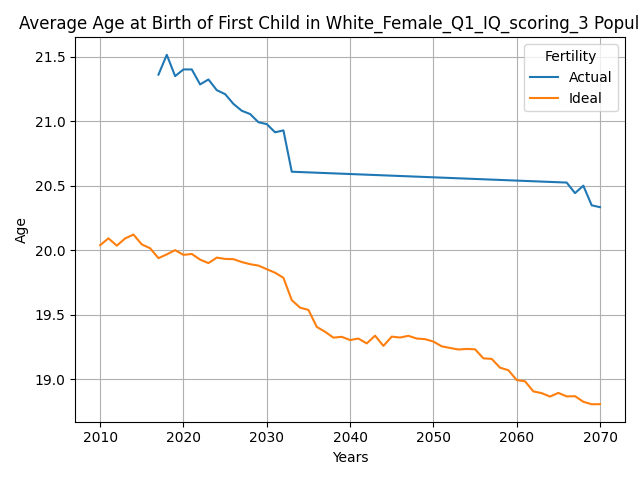 Average Age at Birth of First Child in White_Female_Q1_IQ_scoring_3 Popul
Fertility
Actual
Ideal
21.5
21.0
20.5
20.0
19.5
19.0
Age
2010 2020 2030 2040 2050 2060 2070
Years